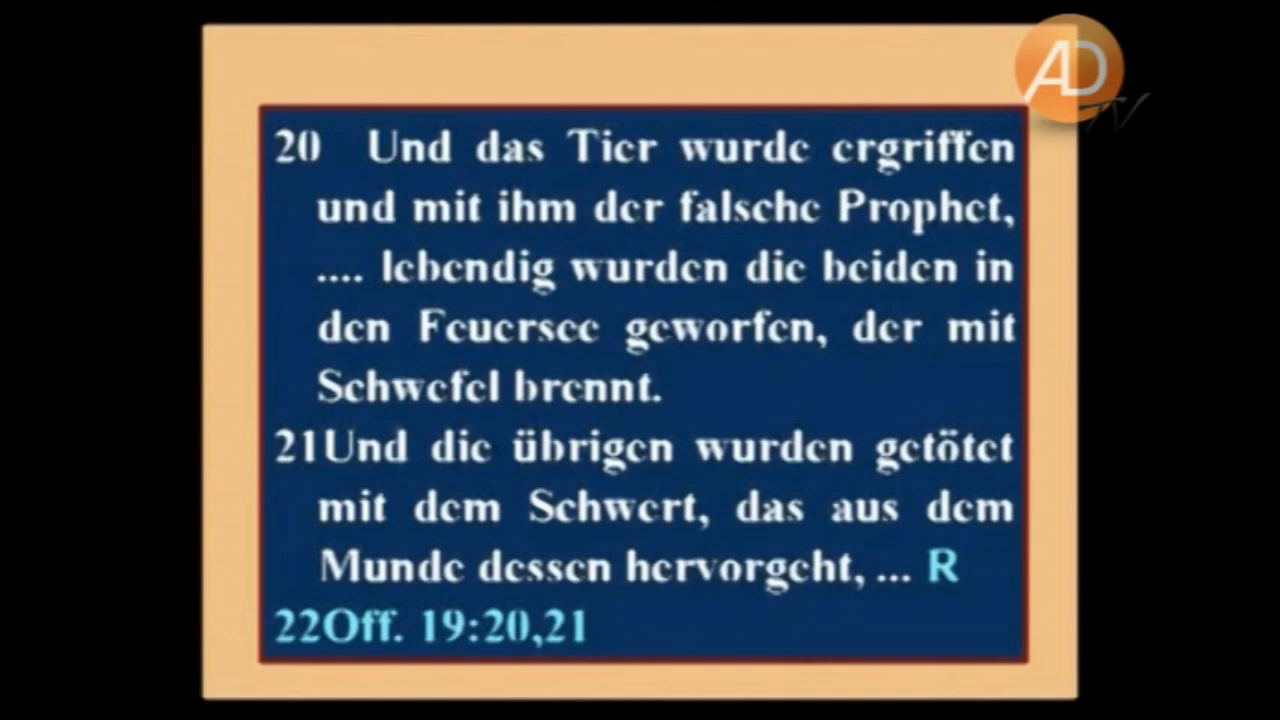 AD
TV
20 Und das Tier wurde ergriffen
und mit ihm der falsche Prophet,
.... lebendig wurden die beiden in
den Feuersee geworfen, der mit
Schwefel brennt.
21Und die übrigen wurden getötet
mit dem Schwert, das aus dem
Munde dessen hervorgeht, ... R
22Off. 19:20,21